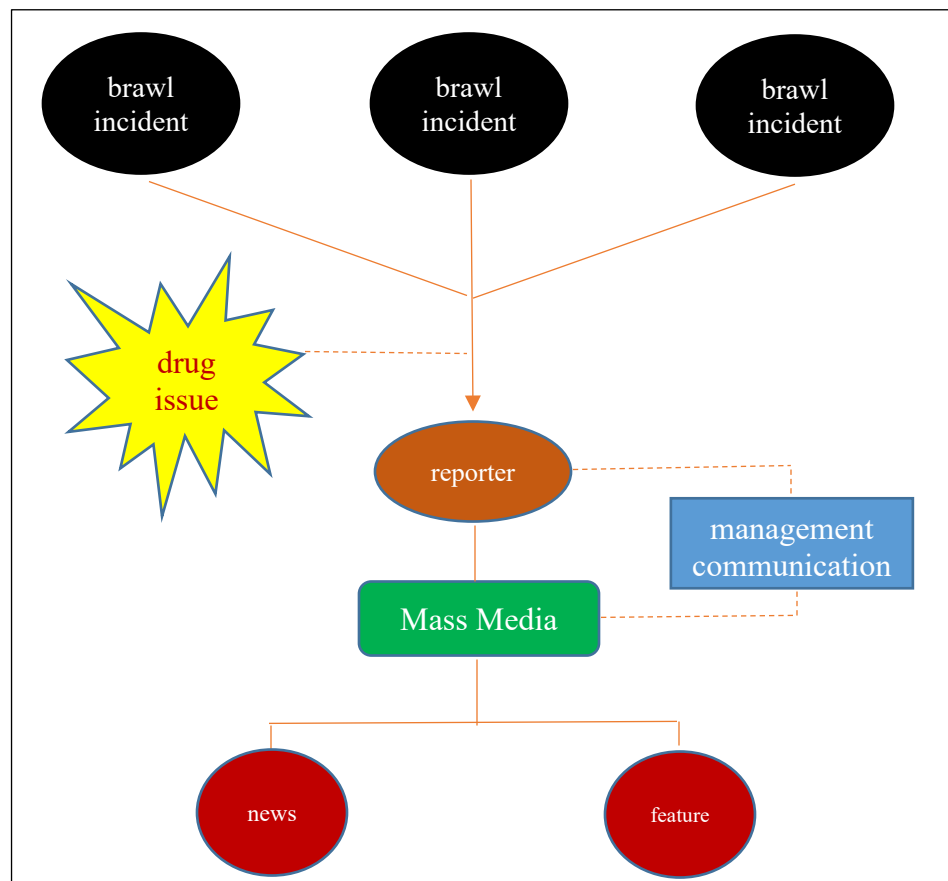 brawl
incident
brawl
incident
brawl
incident
drug
issue
reporter
management
communication
Mass Media
news
feature